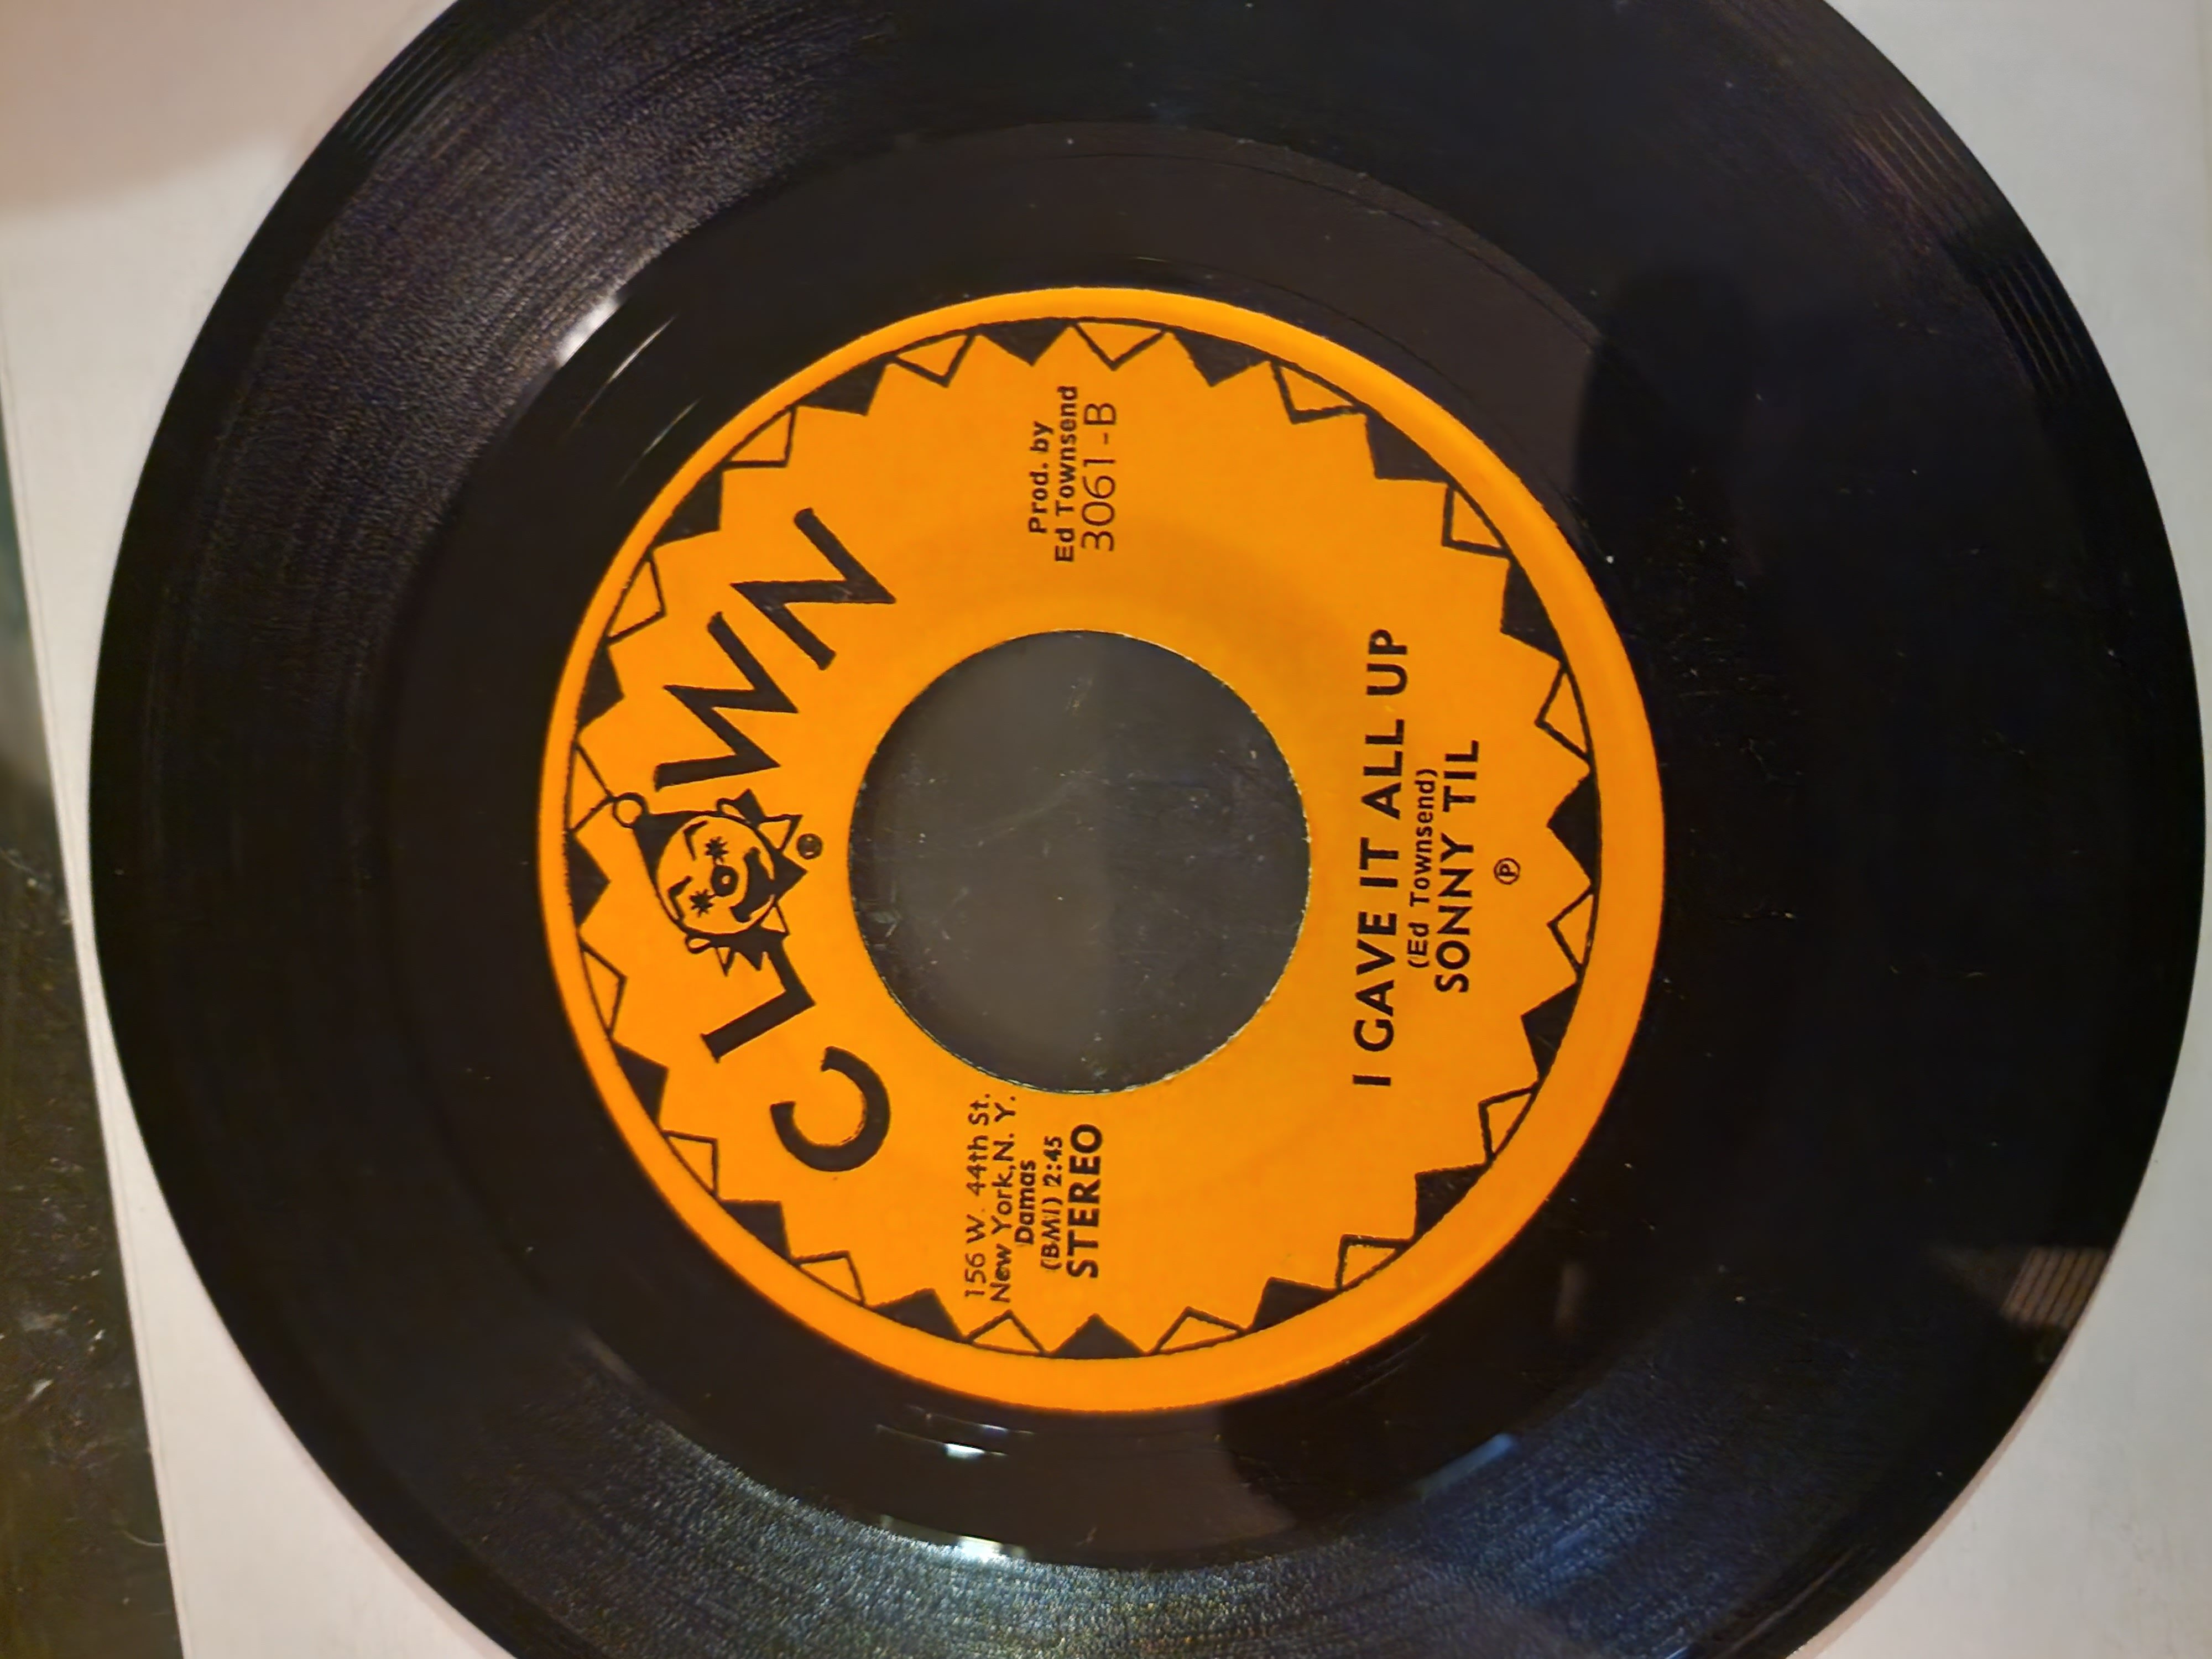 CLOWN
®
156 W. 44th St.
New York, N. Y.
Damas
(BMI) 2:45
STEREO
Prod. by
Ed Townsend
3061-B
I GAVE IT ALL UP
(Ed Townsend)
SONNY TIL
℗